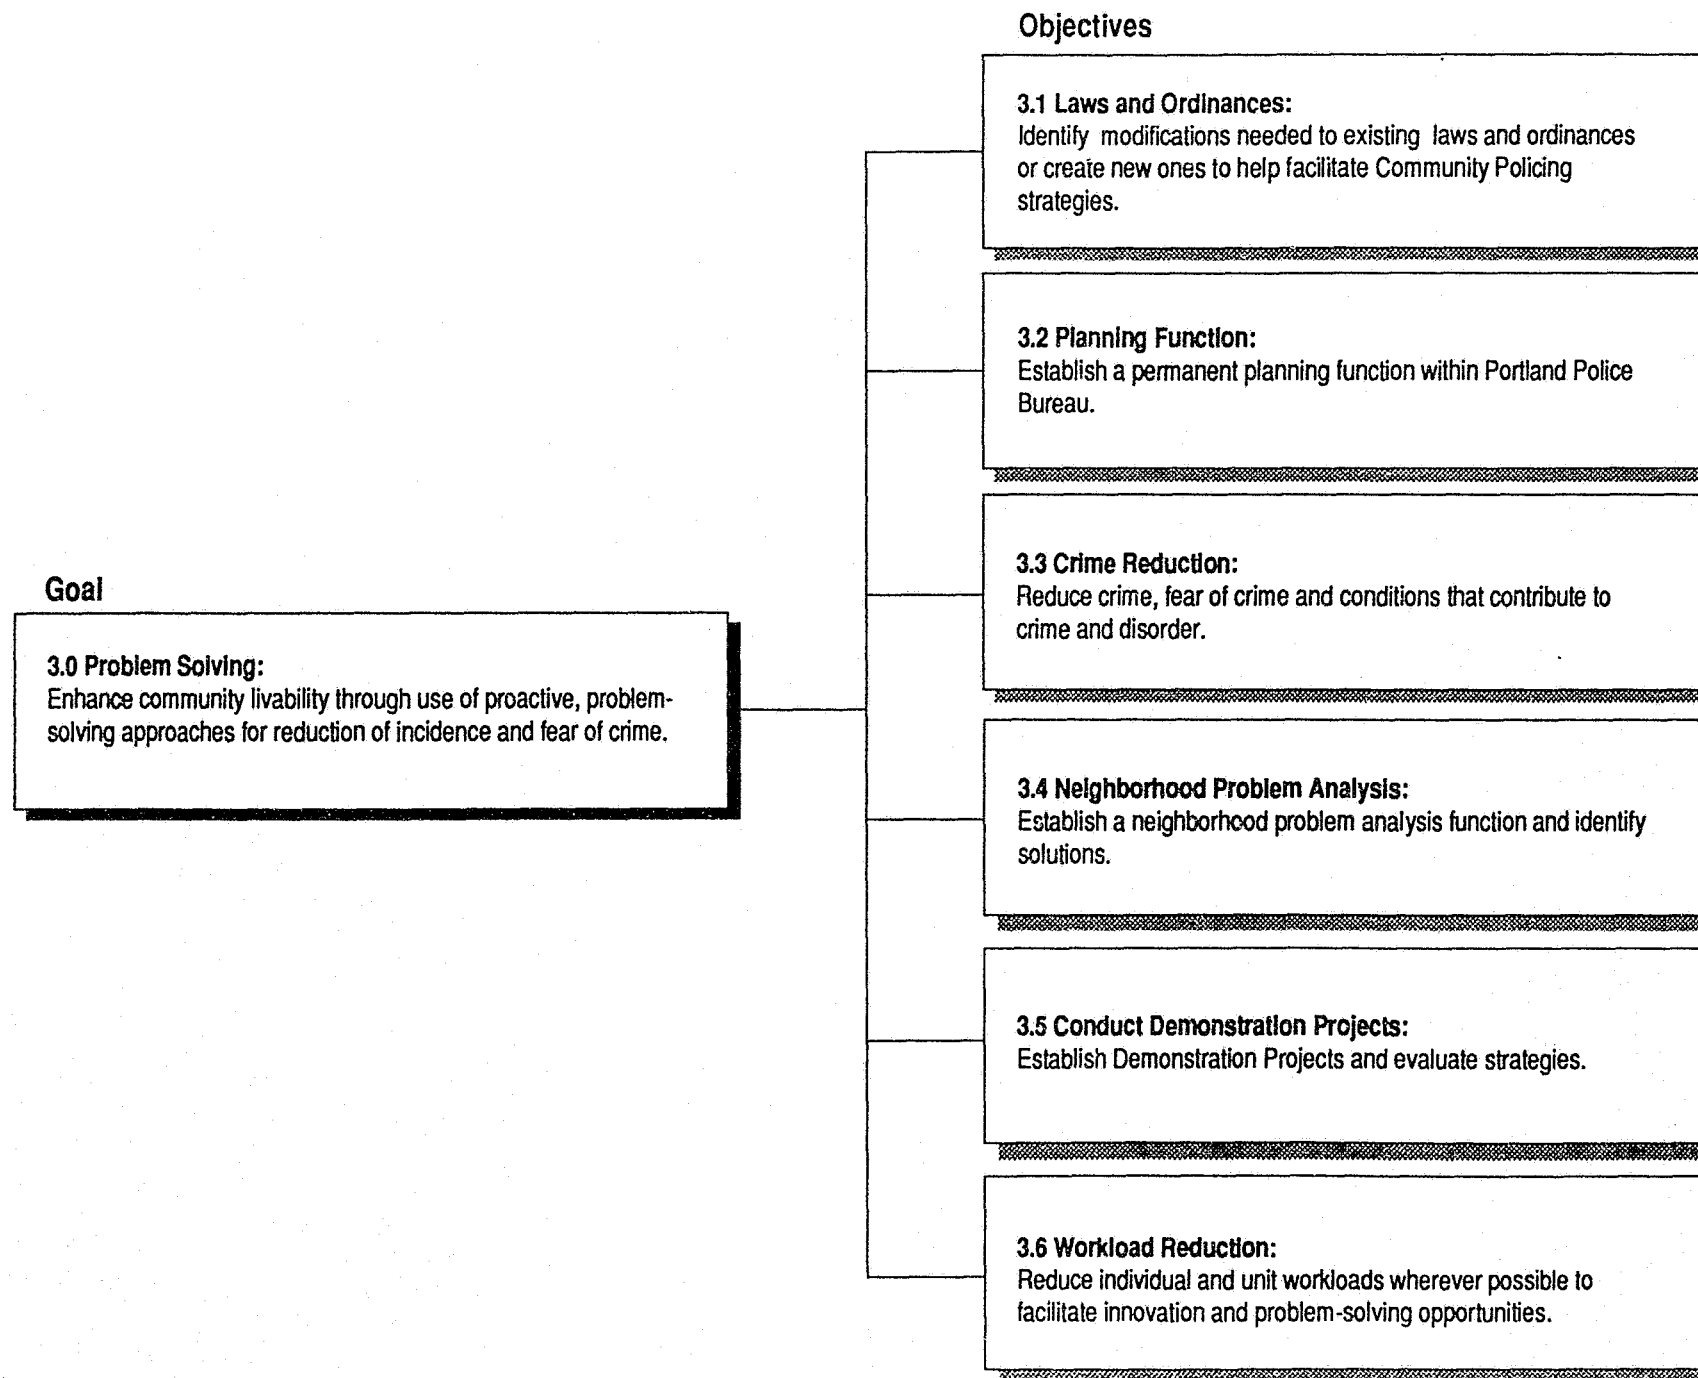 Objectives
3.1 Laws and Ordinances:
Identify modifications needed to existing laws and ordinances
or create new ones to help facilitate Community Policing
strategies.
3.2 Planning Function:
Establish a permanent planning function within Portland Police
Bureau.
3.3 Crime Reduction:
Reduce crime, fear of crime and conditions that contribute to
crime and disorder.
Goal
3.0 Problem Solving:
Enhance community livability through use of proactive, problem-
solving approaches for reduction of incidence and fear of crime.
3.4 Neighborhood Problem Analysis:
Establish a neighborhood problem analysis function and identify
solutions.
3.5 Conduct Demonstration Projects:
Establish Demonstration Projects and evaluate strategies.
3.6 Workload Reduction:
Reduce individual and unit workloads wherever possible to
facilitate innovation and problem-solving opportunities.